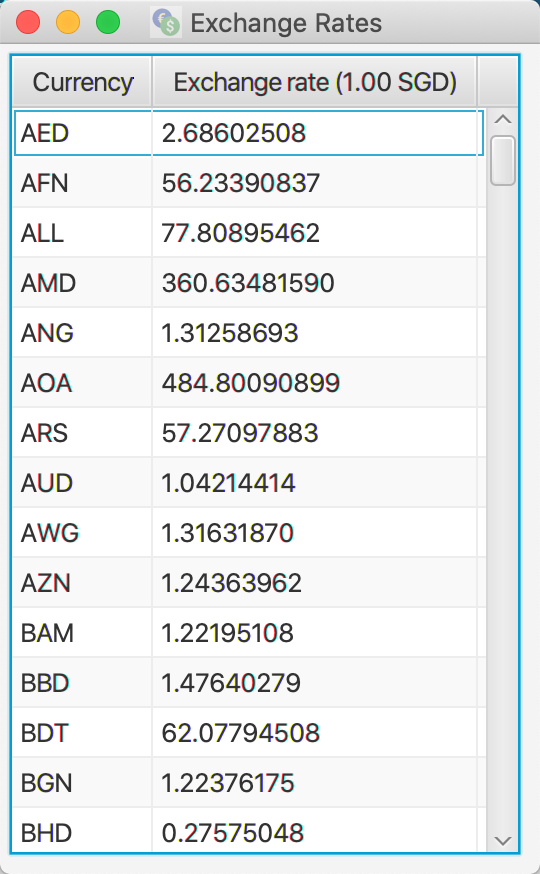 Exchange Rates
Currency Exchange rate (1.00 SGD)
AED 2.68602508
AFN 56.23390837
ALL 77.80895462
AMD 360.63481590
ANG 1.31258693
AOA 484.80090899
ARS 57.27097883
AUD 1.04214414
AWG 1.31631870
AZN 1.24363962
BAM 1.22195108
BBD 1.47640279
BDT 62.07794508
BGN 1.22376175
BHD 0.27575048